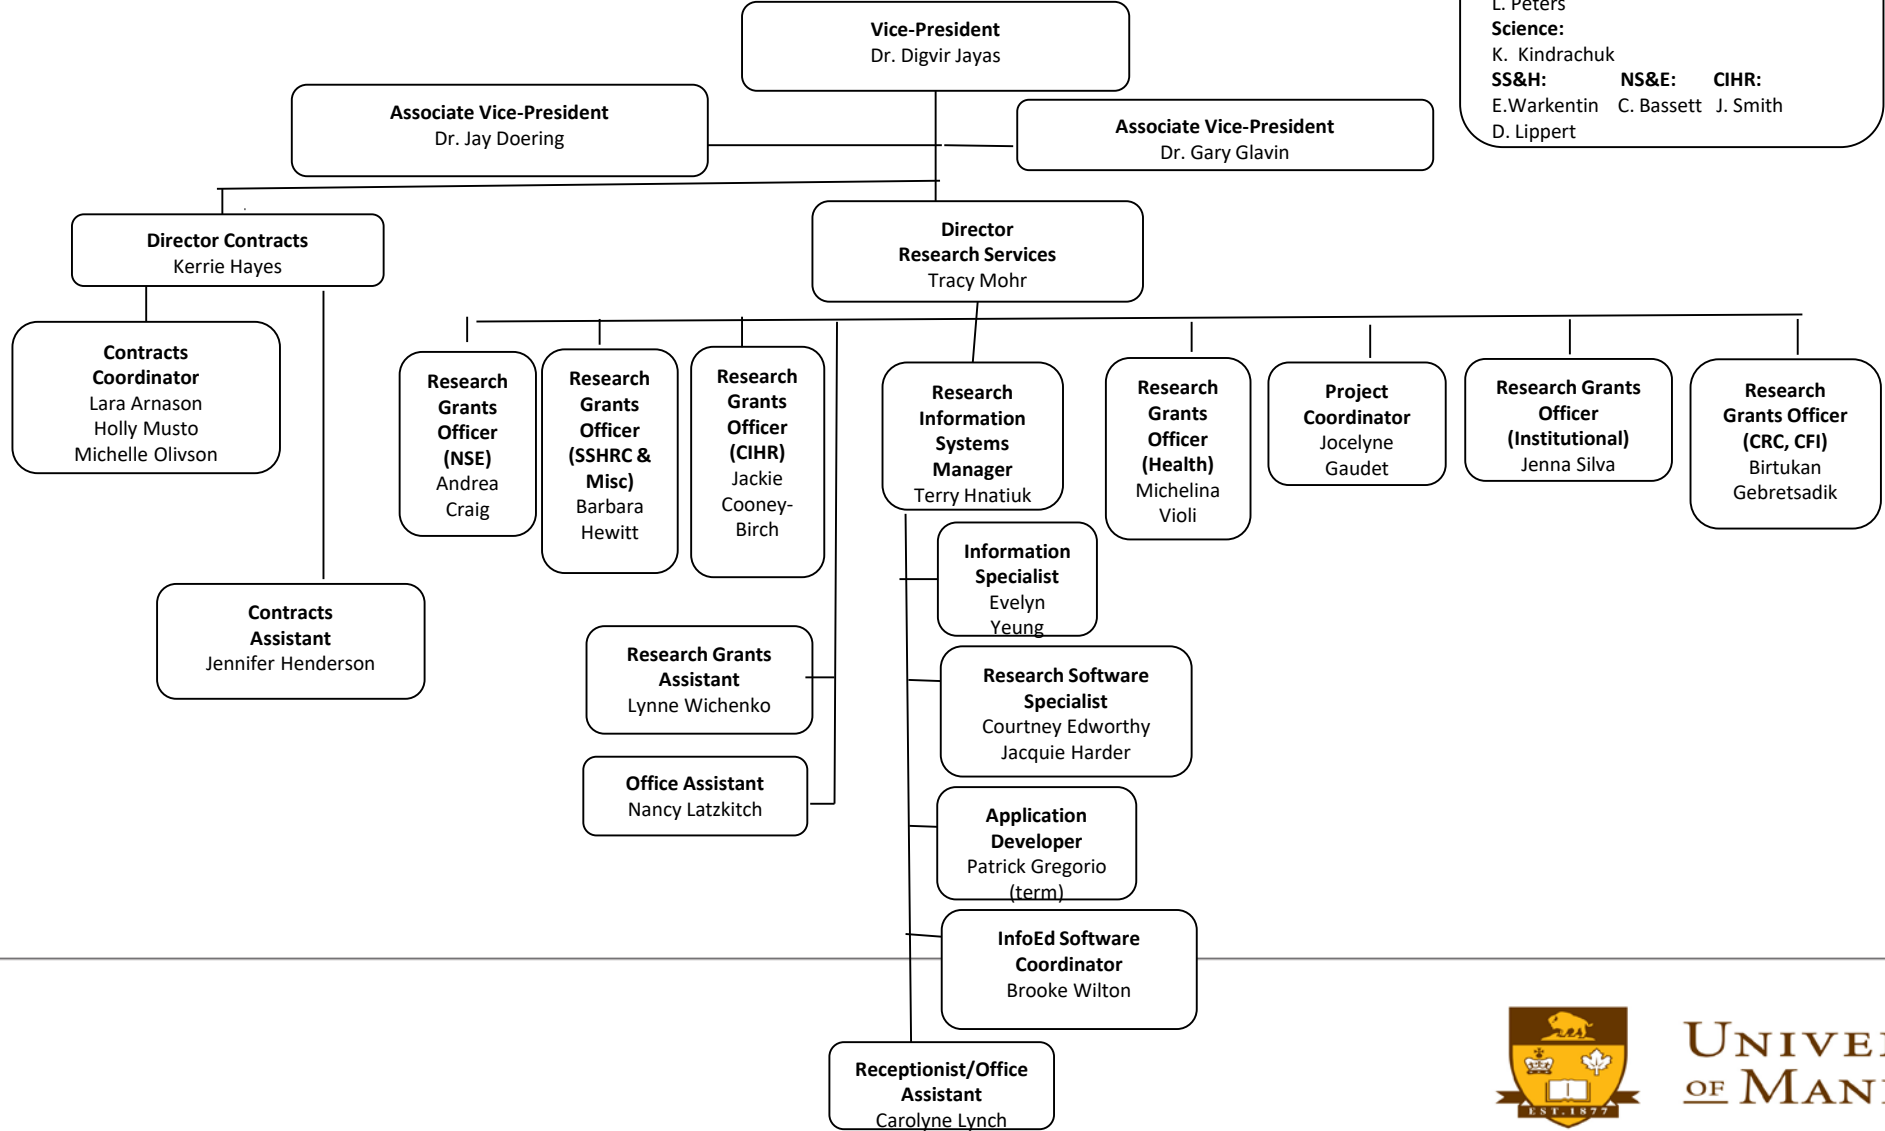 L. Peters
Science:
K. Kindrachuk
SS&H: NS&E: CIHR:
E.Warkentin C. Bassett J. Smith
D. Lippert
Vice-President
Dr. Digvir Jayas
Associate Vice-President
Dr. Jay Doering
Associate Vice-President
Dr. Gary Glavin
Director Contracts
Kerrie Hayes
Director
Research Services
Tracy Mohr
Contracts
Coordinator
Lara Arnason
Holly Musto
Michelle Olivson
Research
Grants
Officer
(NSE)
Andrea
Craig
Research
Grants
Officer
(SSHRC &
Misc)
Barbara
Hewitt
Research
Grants
Officer
(CIHR)
Jackie
Cooney-
Birch
Research
Information
Systems
Manager
Terry Hnatiuk
Research
Grants
Officer
(Health)
Michelina
Violi
Project
Coordinator
Jocelyne
Gaudet
Research Grants
Officer
(Institutional)
Jenna Silva
Research
Grants Officer
(CRC, CFI)
Birtukan
Gebretsadik
Contracts
Assistant
Jennifer Henderson
Research Grants
Assistant
Lynne Wichenko
Office Assistant
Nancy Latzkitch
Information
Specialist
Evelyn
Yeung
Research Software
Specialist
Courtney Edworthy
Jacquie Harder
Application
Developer
Patrick Gregorio
(term)
InfoEd Software
Coordinator
Brooke Wilton
Receptionist/Office
Assistant
Carolyne Lynch
EST.1877
UNIVE
OF MAN